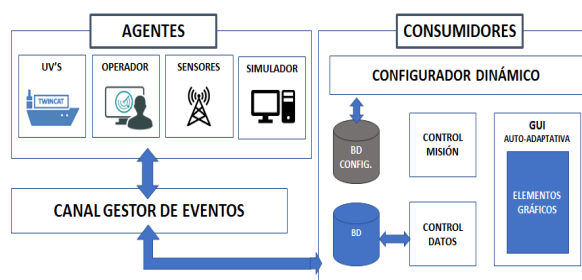 AGENTES
UV'S
OPERADOR
SENSORES
SIMULADOR
TWINCAT
CANAL GESTOR DE EVENTOS
CONSUMIDORES
CONFIGURADOR DINÁMICO
BD
CONFIG.
CONTROL
MISIÓN
GUI
AUTO-ADAPTATIVA
ELEMENTOS
GRÁFICOS
BD
CONTROL
DATOS